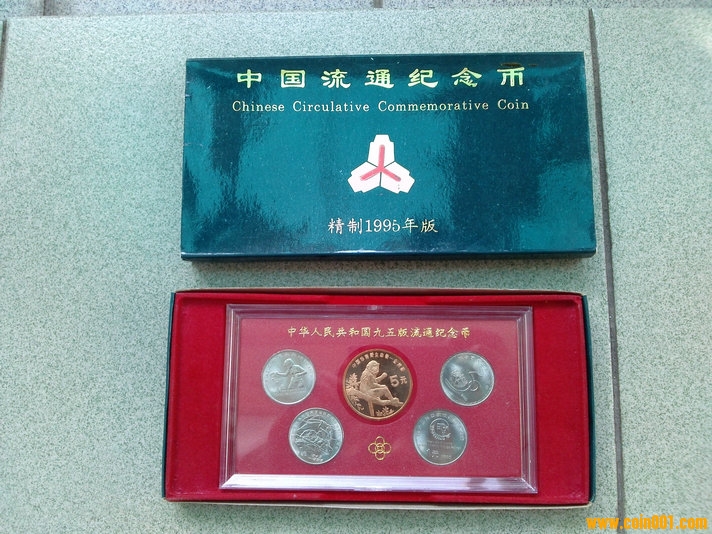 中国流通纪念币
Chinese Circulative Commemorative Coin
精制1995年版
中华人民共和国九五版流通纪念币
5元
www.coin001.com